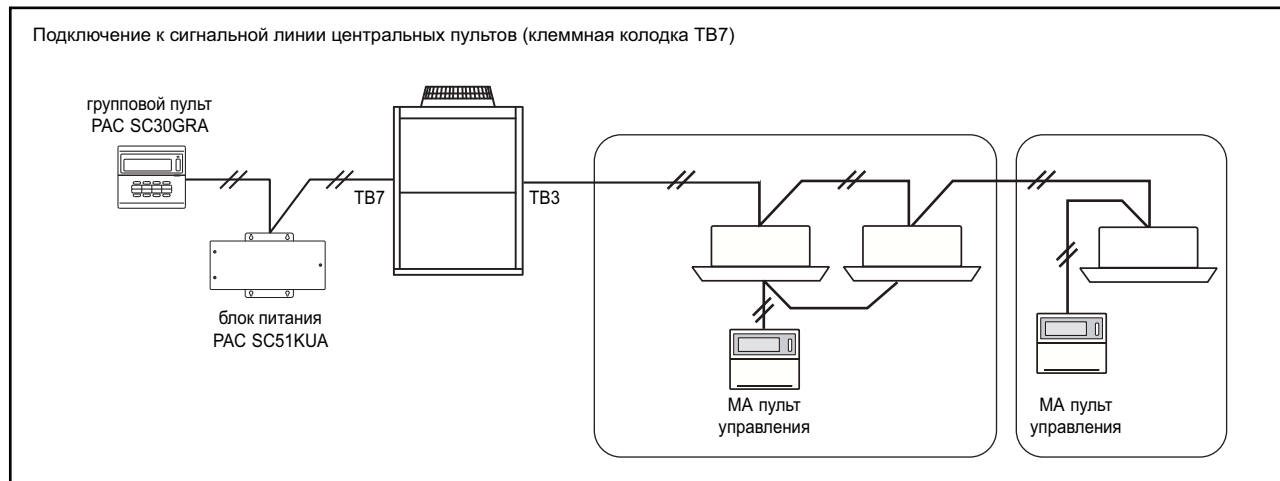 Подключение к сигнальной линии центральных пультов (клеммная колодка TB7)
групповой пульт
PAC SC30GRA
TB7
TB3
блок питания
PAC SC51KUA
МА пульт
управления
МА пульт
управления